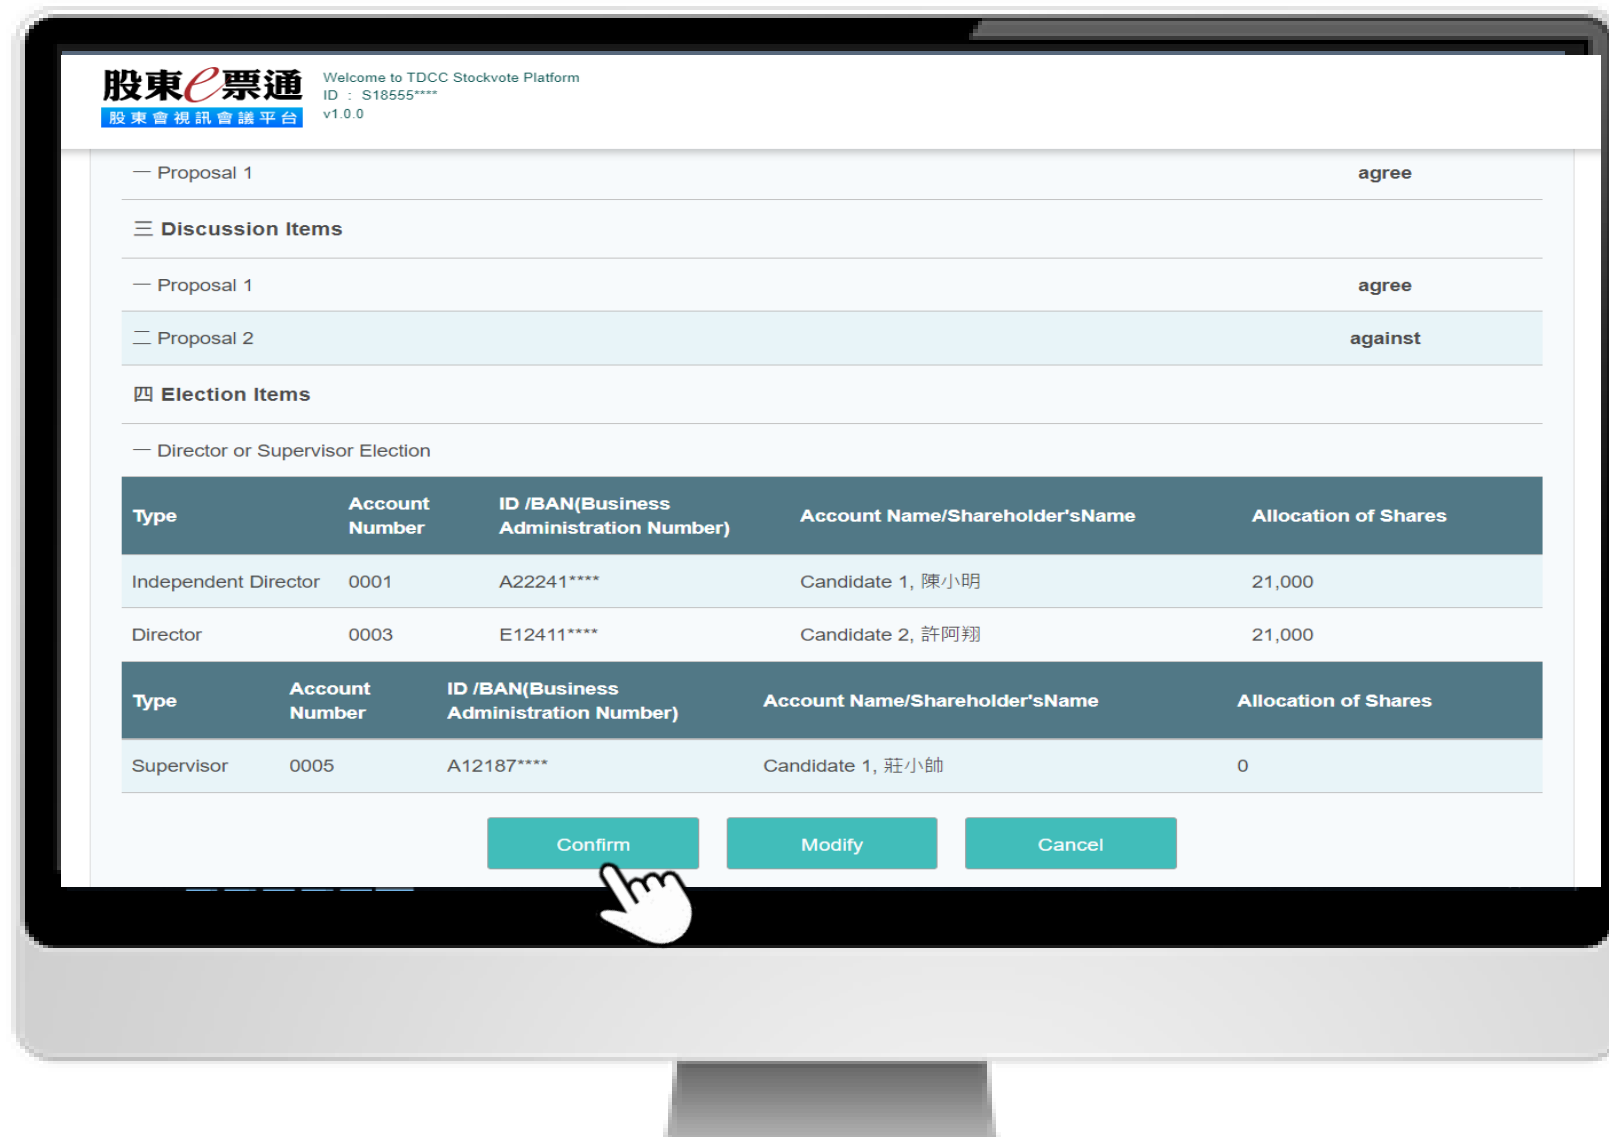 股東e票通
股東會視訊會議平台
Welcome to TDCC Stockvote Platform
ID : S18555****
v1.0.0
一 Proposal 1 agree
三 Discussion Items
一 Proposal 1 agree
二 Proposal 2 against
四 Election Items
一 Director or Supervisor Election
Type Account Number ID /BAN(Business Administration Number) Account Name/Shareholder'sName Allocation of Shares
Independent Director 0001 A22241**** Candidate 1, 陳小明 21,000
Director 0003 E12411**** Candidate 2, 許阿翔 21,000
Type Account Number ID /BAN(Business Administration Number) Account Name/Shareholder'sName Allocation of Shares
Supervisor 0005 A12187**** Candidate 1, 莊小帥 0
Confirm Modify Cancel